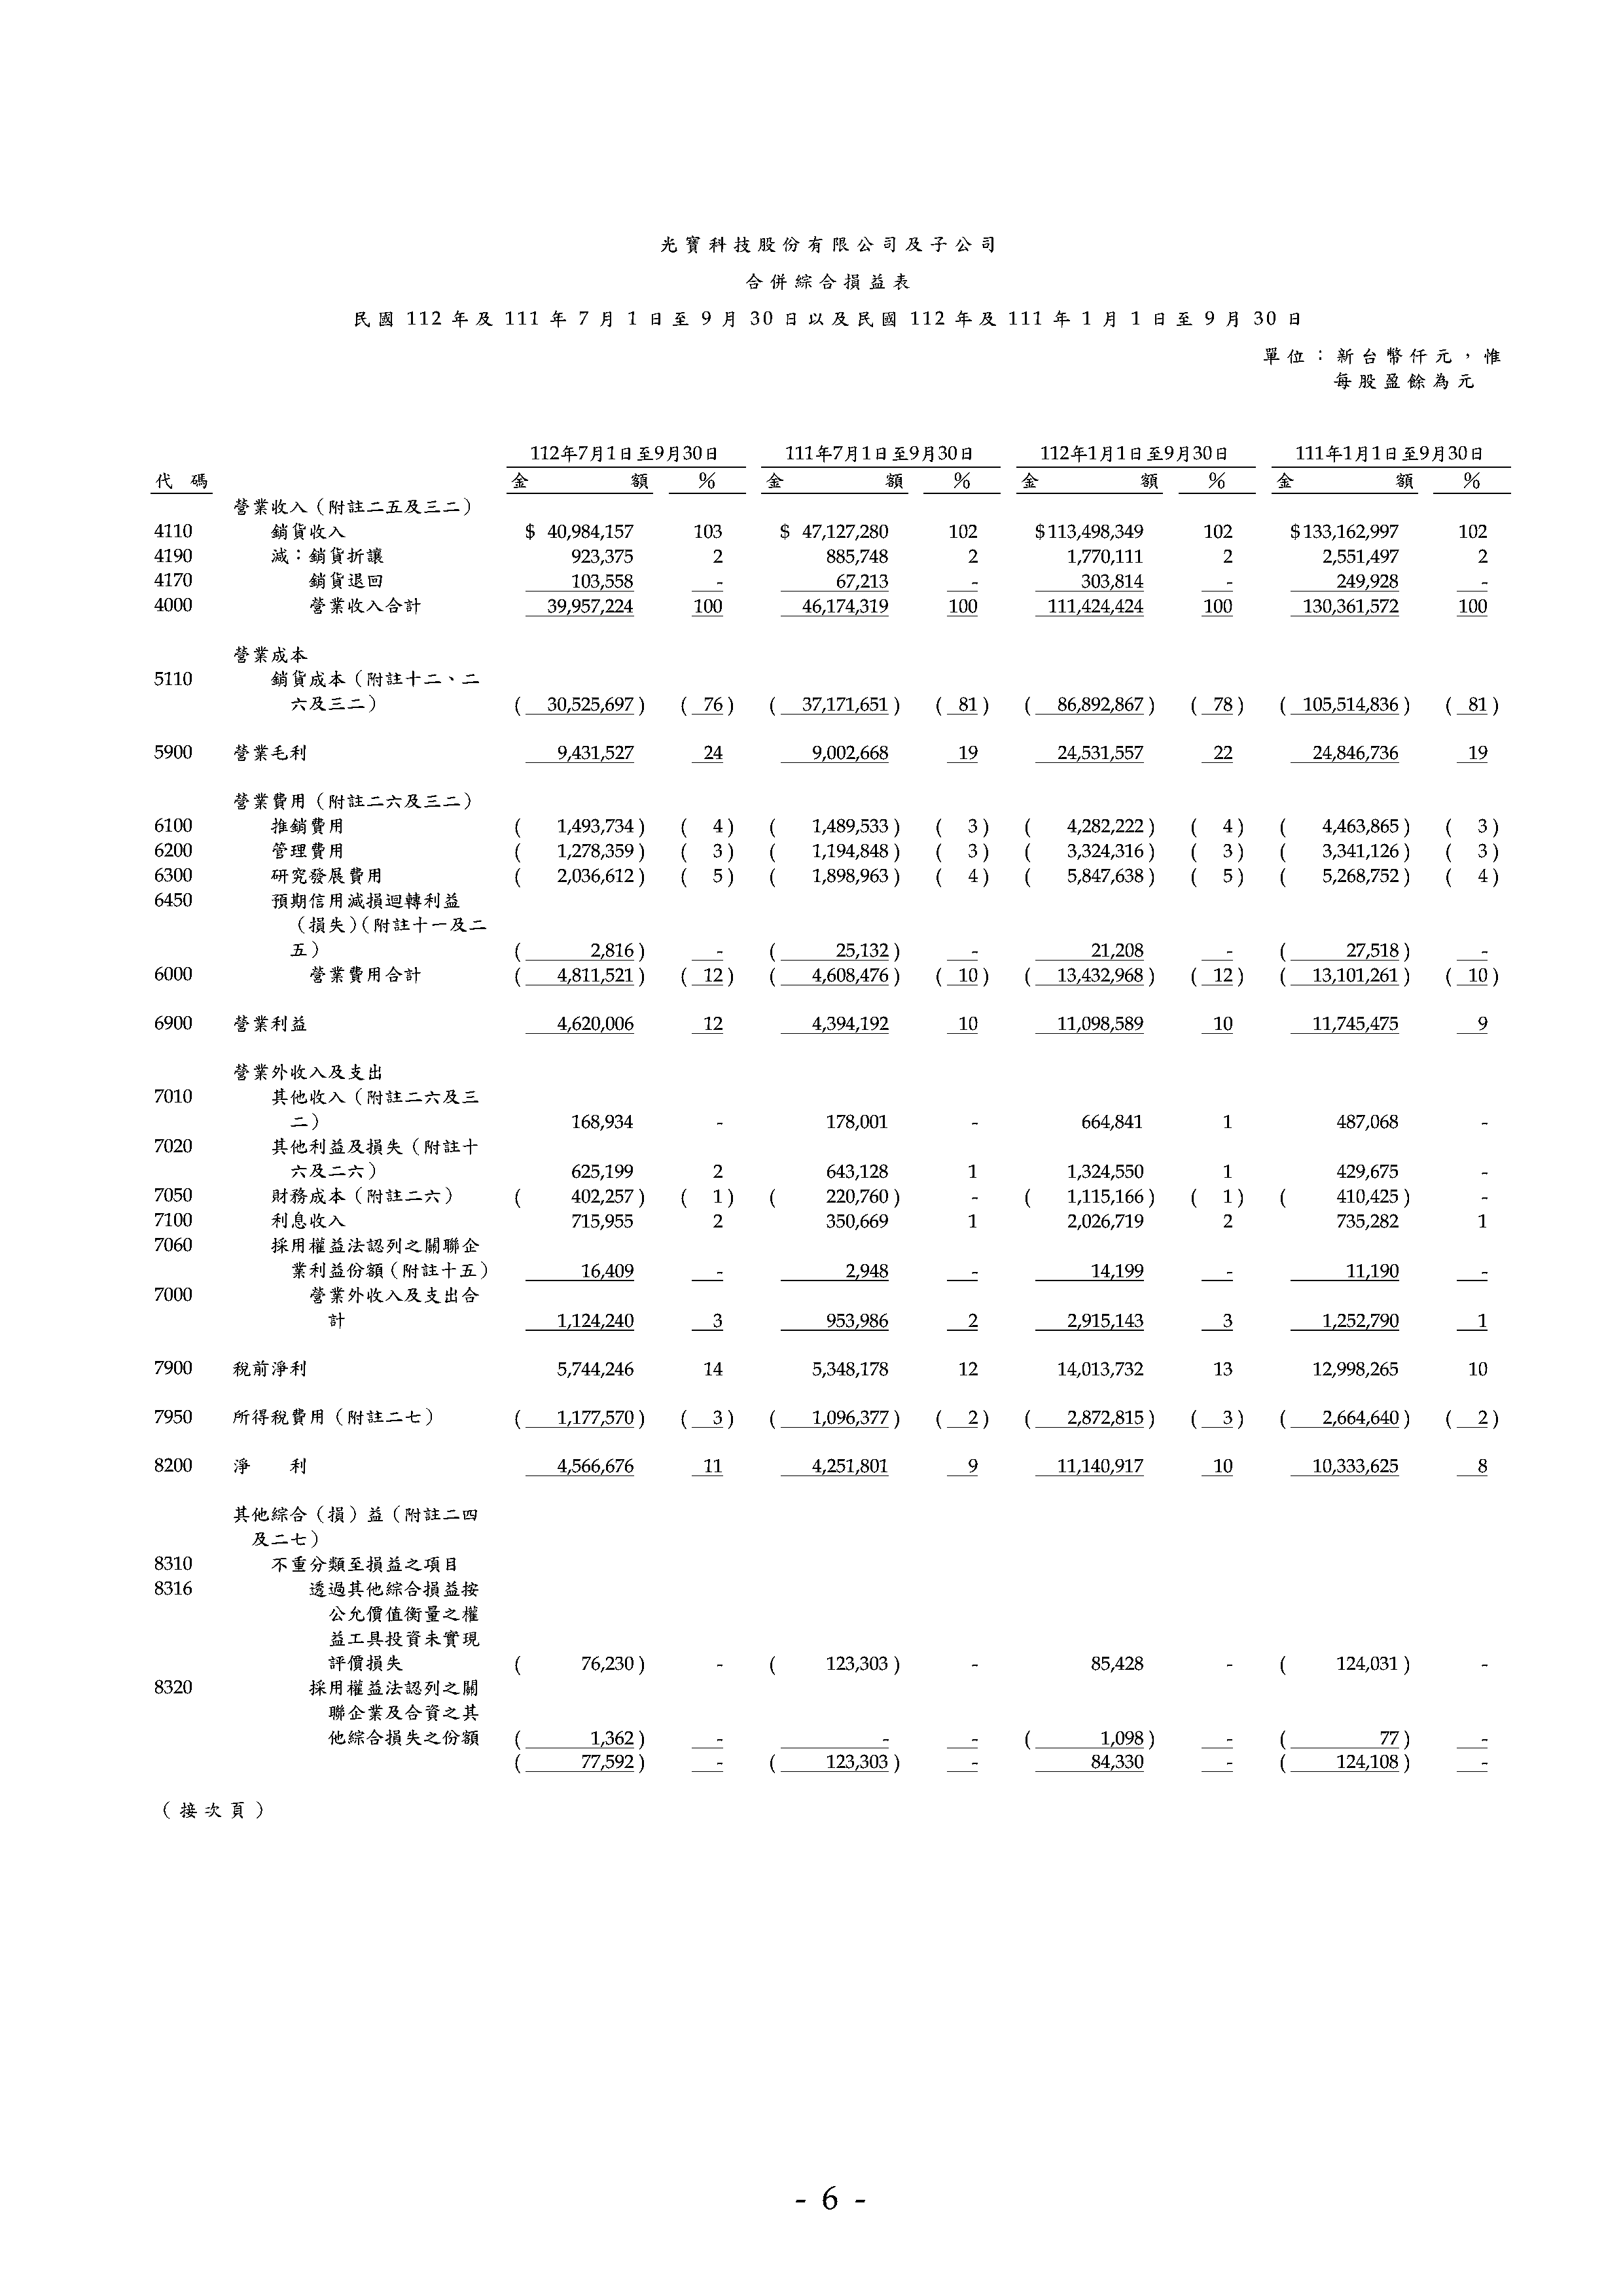 光寶科技股份有限公司及子公司
合併綜合損益表
民國 112 年及 111 年 7 月 1 日至 9 月 30 日以及民國 112 年及 111 年 1 月 1 日至 9 月 30 日
單位：新台幣仟元，惟
每股盈餘為元
112年7月1日至9月30日 111年7月1日至9月30日 112年1月1日至9月30日 111年1月1日至9月30日
代 碼 金 額 % 金 額 % 金 額 % 金 額 %
營業收入（附註二五及三二）
4110 銷貨收入 $ 40,984,157 103 $ 47,127,280 102 $113,498,349 102 $133,162,997 102
4190 減：銷貨折讓 923,375 2 885,748 2 1,770,111 2 2,551,497 2
4170 銷貨退回 103,558 - 67,213 - 303,814 - 249,928 -
4000 營業收入合計 39,957,224 100 46,174,319 100 111,424,424 100 130,361,572 100
營業成本
5110 銷貨成本（附註十二、二
六及三二） ( 30,525,697 ) ( 76 ) ( 37,171,651 ) ( 81 ) ( 86,892,867 ) ( 78 ) ( 105,514,836 ) ( 81 )
5900 營業毛利 9,431,527 24 9,002,668 19 24,531,557 22 24,846,736 19
營業費用（附註二六及三二）
6100 推銷費用 ( 1,493,734 ) ( 4 ) ( 1,489,533 ) ( 3 ) ( 4,282,222 ) ( 4 ) ( 4,463,865 ) ( 3 )
6200 管理費用 ( 1,278,359 ) ( 3 ) ( 1,194,848 ) ( 3 ) ( 3,324,316 ) ( 3 ) ( 3,341,126 ) ( 3 )
6300 研究發展費用 ( 2,036,612 ) ( 5 ) ( 1,898,963 ) ( 4 ) ( 5,847,638 ) ( 5 ) ( 5,268,752 ) ( 4 )
6450 預期信用減損迴轉利益
（損失）（附註十一及二
五） ( 2,816 ) - ( 25,132 ) - 21,208 - ( 27,518 ) -
6000 營業費用合計 ( 4,811,521 ) ( 12 ) ( 4,608,476 ) ( 10 ) ( 13,432,968 ) ( 12 ) ( 13,101,261 ) ( 10 )
6900 營業利益 4,620,006 12 4,394,192 10 11,098,589 10 11,745,475 9
營業外收入及支出
7010 其他收入（附註二六及三
二） 168,934 - 178,001 - 664,841 1 487,068 -
7020 其他利益及損失（附註十
六及二六） 625,199 2 643,128 1 1,324,550 1 429,675 -
7050 財務成本（附註二六） ( 402,257 ) ( 1 ) ( 220,760 ) - ( 1,115,166 ) ( 1 ) ( 410,425 ) -
7100 利息收入 715,955 2 350,669 1 2,026,719 2 735,282 1
7060 採用權益法認列之關聯企
業利益份額（附註十五） 16,409 - 2,948 - 14,199 - 11,190 -
7000 營業外收入及支出合
計 1,124,240 3 953,986 2 2,915,143 3 1,252,790 1
7900 稅前淨利 5,744,246 14 5,348,178 12 14,013,732 13 12,998,265 10
7950 所得稅費用（附註二七） ( 1,177,570 ) ( 3 ) ( 1,096,377 ) ( 2 ) ( 2,872,815 ) ( 3 ) ( 2,664,640 ) ( 2 )
8200 淨 利 4,566,676 11 4,251,801 9 11,140,917 10 10,333,625 8
其他綜合（損）益（附註二四
及二七）
8310 不重分類至損益之項目
8316 透過其他綜合損益按
公允價值衡量之權
益工具投資未實現
評價損失 ( 76,230 ) - ( 123,303 ) - 85,428 - ( 124,031 ) -
8320 採用權益法認列之關
聯企業及合資之其
他綜合損失之份額 ( 1,362 ) - - - ( 1,098 ) - ( 77 ) -
( 77,592 ) - ( 123,303 ) - 84,330 - ( 124,108 ) -
（接次頁）
- 6 -